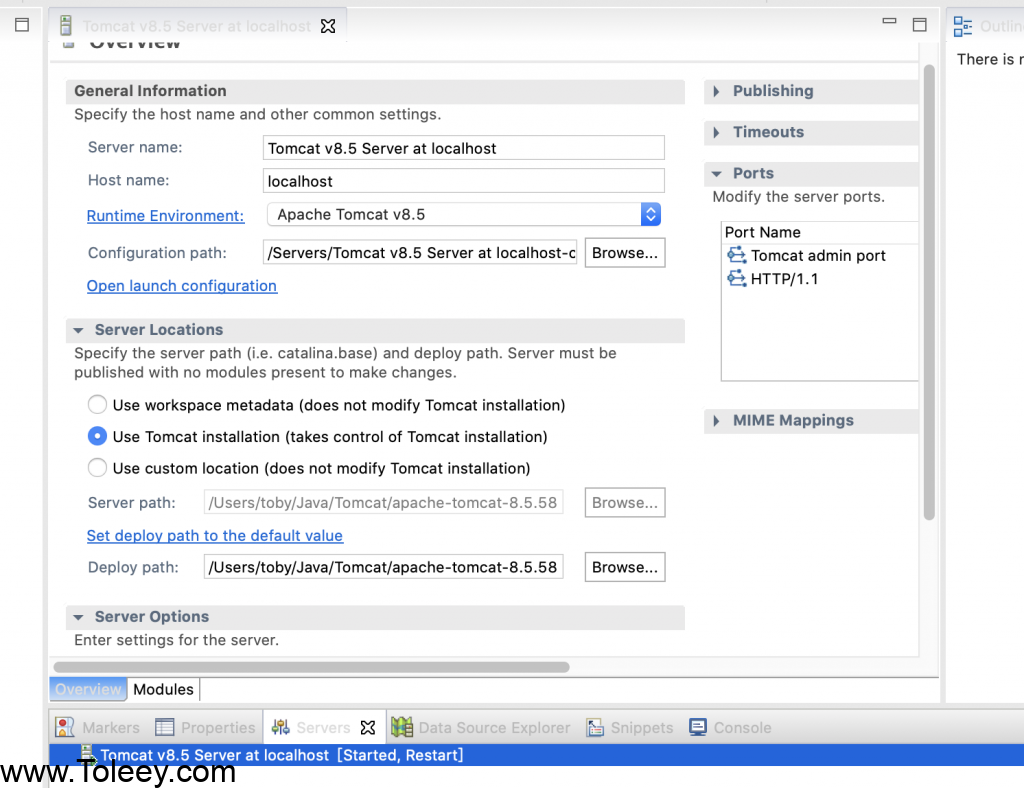 Tomcat v8.5 Server at localhost
Overview
General Information
Specify the host name and other common settings.
Server name: Tomcat v8.5 Server at localhost
Host name: localhost
Runtime Environment: Apache Tomcat v8.5
Configuration path: /Servers/Tomcat v8.5 Server at localhost-c Browse...
Open launch configuration
Server Locations
Specify the server path (i.e. catalina.base) and deploy path. Server must be
published with no modules present to make changes.
Use workspace metadata (does not modify Tomcat installation)
Use Tomcat installation (takes control of Tomcat installation)
Use custom location (does not modify Tomcat installation)
Server path: /Users/toby/Java/Tomcat/apache-tomcat-8.5.58 Browse...
Set deploy path to the default value
Deploy path: /Users/toby/Java/Tomcat/apache-tomcat-8.5.58 Browse...
Server Options
Enter settings for the server.
Publishing
Timeouts
Ports
Modify the server ports.
Port Name
Tomcat admin port
HTTP/1.1
MIME Mappings
Outlin
There is r
Overview Modules
Markers Properties Servers Data Source Explorer Snippets Console
Tomcat v8.5 Server at localhost [Started, Restart]
www.Toleey.com